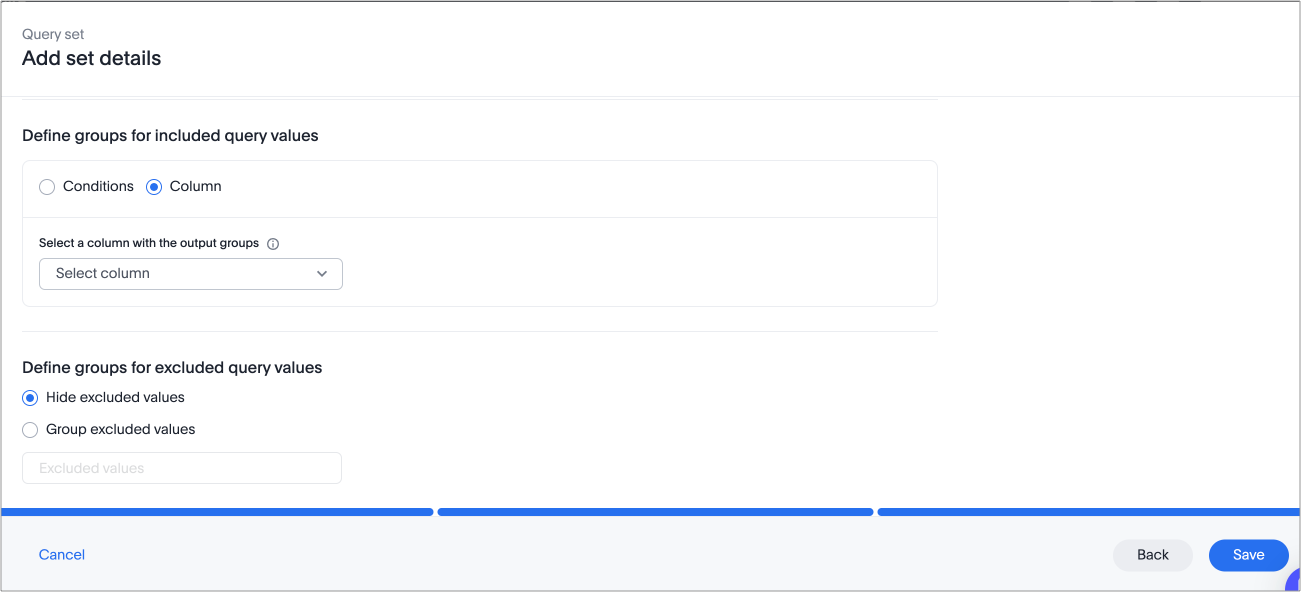 Query set
Add set details
Define groups for included query values
Conditions Column
Select a column with the output groups
Select column
Define groups for excluded query values
Hide excluded values
Group excluded values
Excluded values
Cancel Back Save